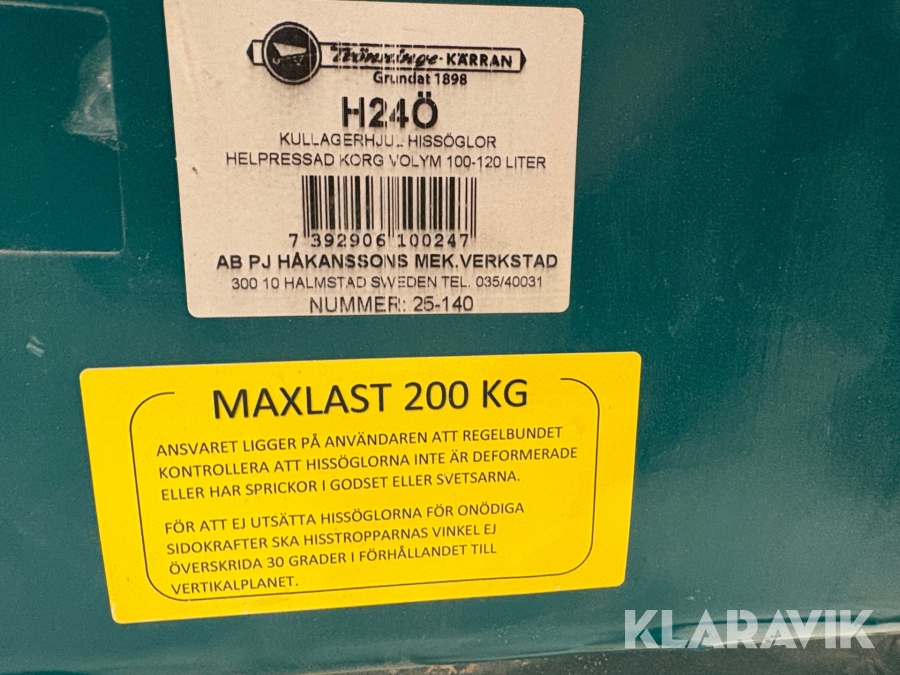 Trönninge-KÄRRAN
Grundat 1898
H24Ö
KULLAGERHJUL HISSÖGLOR
HELPRESSAD KORG VOLYM 100-120 LITER
7 392906 100247
AB PJ HÅKANSSONS MEK.VERKSTAD
300 10 HALMSTAD SWEDEN TEL. 035/40031
NUMMER: 25-140
MAXLAST 200 KG
ANSVARET LIGGER PÅ ANVÄNDAREN ATT REGELBUNDET
KONTROLLERA ATT HISSÖGLORNA INTE ÄR DEFORMERADE
ELLER HAR SPRICKOR I GODSET ELLER SVETSARNA.
FÖR ATT EJ UTSÄTTA HISSÖGLORNA FÖR ONÖDIGA
SIDOKRAFTER SKA HISSTROPPARNAS VINKEL EJ
ÖVERSKRIDA 30 GRADER I FÖRHÅLLANDET TILL
VERTIKALPLANET.
KLARAVIK